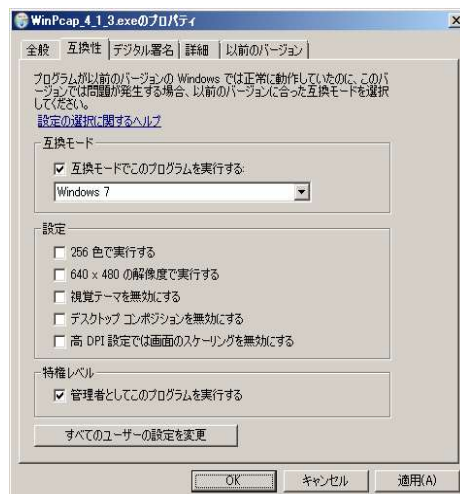 WinPcap_4_1_3.exeのプロパティ
全般 互換性 デジタル署名 詳細 以前のバージョン
プログラムが以前のバージョンの Windows では正常に動作していたのに、このバ
ージョンでは問題が発生する場合、以前のバージョンに合った互換モードを選択
してください。
設定の選択に関するヘルプ
互換モード
互換モードでこのプログラムを実行する:
Windows 7
設定
256 色で実行する
640 x 480 の解像度で実行する
視覚テーマを無効にする
デスクトップ コンポジションを無効にする
高 DPI 設定では画面のスケーリングを無効にする
特権レベル
管理者としてこのプログラムを実行する
すべてのユーザーの設定を変更
OK キャンセル 適用(A)